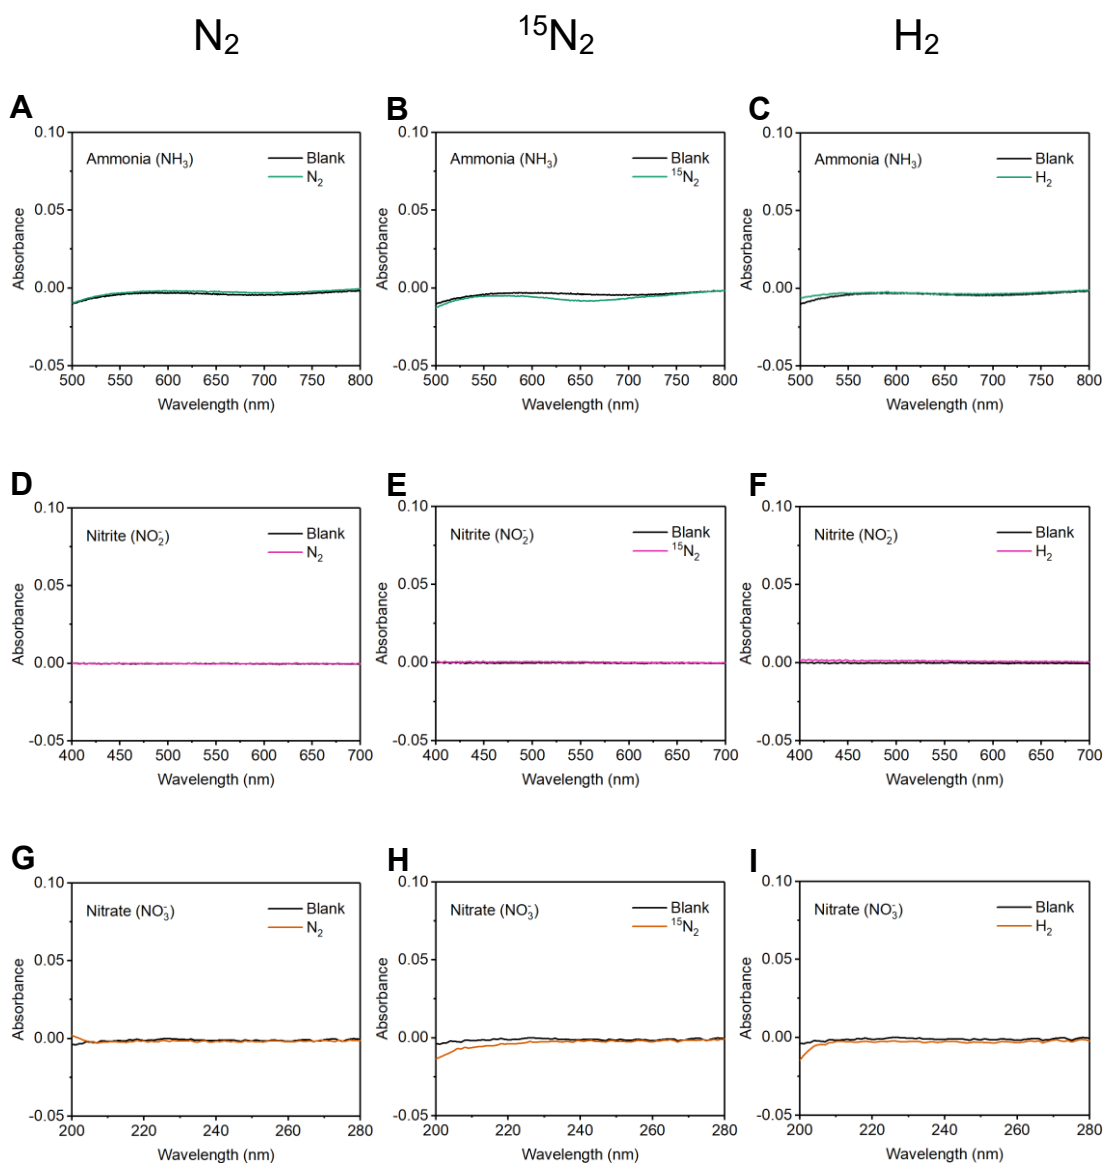 N₂
¹⁵N₂
H₂
A
0.10
0.05
0.00
-0.05
Absorbance
Ammonia (NH₃)
Blank
N₂
500 550 600 650 700 750 800
Wavelength (nm)
B
0.10
0.05
0.00
-0.05
Absorbance
Ammonia (NH₃)
Blank
¹⁵N₂
500 550 600 650 700 750 800
Wavelength (nm)
C
0.10
0.05
0.00
-0.05
Absorbance
Ammonia (NH₃)
Blank
H₂
500 550 600 650 700 750 800
Wavelength (nm)
D
0.10
0.05
0.00
-0.05
Absorbance
Nitrite (NO₂⁻)
Blank
N₂
400 450 500 550 600 650 700
Wavelength (nm)
E
0.10
0.05
0.00
-0.05
Absorbance
Nitrite (NO₂⁻)
Blank
¹⁵N₂
400 450 500 550 600 650 700
Wavelength (nm)
F
0.10
0.05
0.00
-0.05
Absorbance
Nitrite (NO₂⁻)
Blank
H₂
400 450 500 550 600 650 700
Wavelength (nm)
G
0.10
0.05
0.00
-0.05
Absorbance
Nitrate (NO₃⁻)
Blank
N₂
200 220 240 260 280
Wavelength (nm)
H
0.10
0.05
0.00
-0.05
Absorbance
Nitrate (NO₃⁻)
Blank
¹⁵N₂
200 220 240 260 280
Wavelength (nm)
I
0.10
0.05
0.00
-0.05
Absorbance
Nitrate (NO₃⁻)
Blank
H₂
200 220 240 260 280
Wavelength (nm)